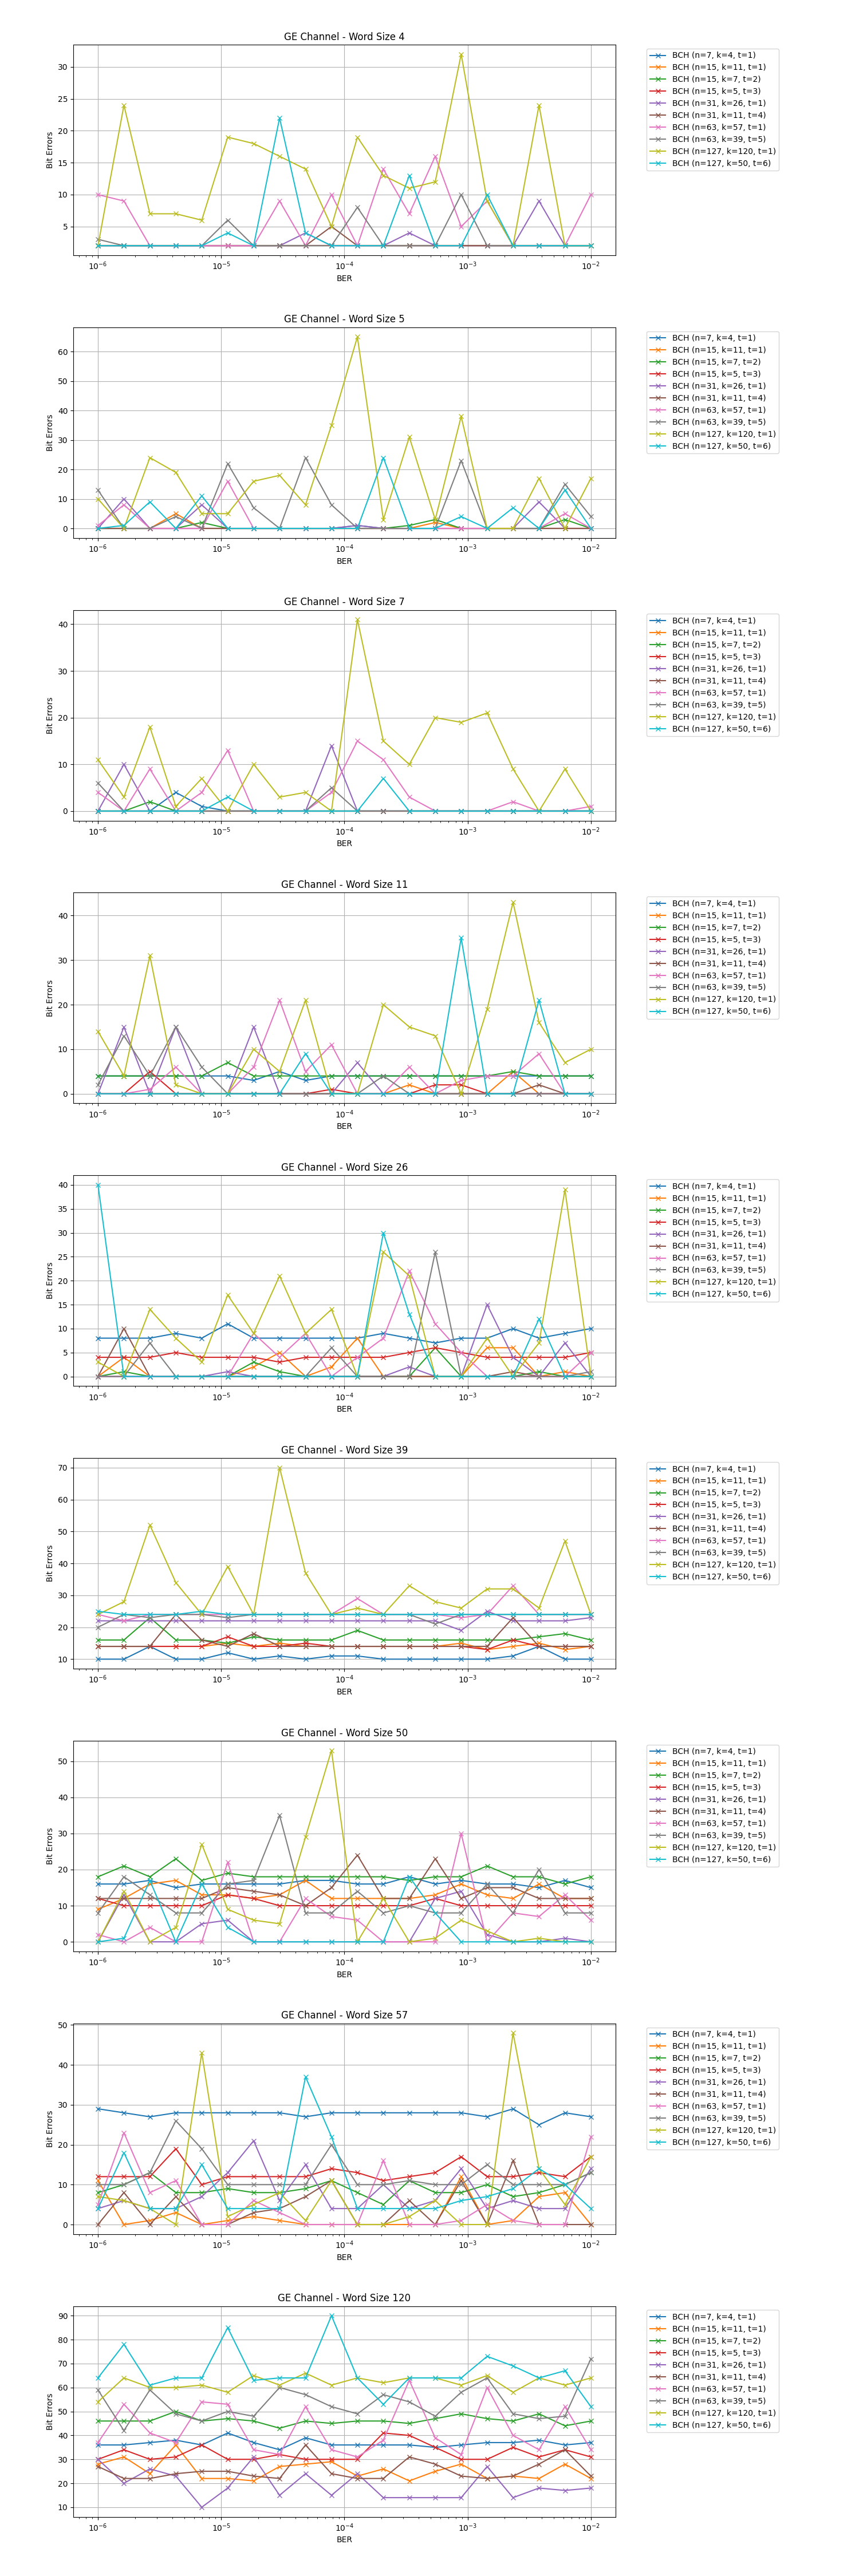 GE Channel - Word Size 4
30
25
20
15
10
5
Bit Errors
10⁻⁶ 10⁻⁵ 10⁻⁴ 10⁻³ 10⁻²
BER
BCH (n=7, k=4, t=1)
BCH (n=15, k=11, t=1)
BCH (n=15, k=7, t=2)
BCH (n=15, k=5, t=3)
BCH (n=31, k=26, t=1)
BCH (n=31, k=11, t=4)
BCH (n=63, k=57, t=1)
BCH (n=63, k=39, t=5)
BCH (n=127, k=120, t=1)
BCH (n=127, k=50, t=6)
GE Channel - Word Size 5
60
50
40
30
20
10
0
Bit Errors
10⁻⁶ 10⁻⁵ 10⁻⁴ 10⁻³ 10⁻²
BER
BCH (n=7, k=4, t=1)
BCH (n=15, k=11, t=1)
BCH (n=15, k=7, t=2)
BCH (n=15, k=5, t=3)
BCH (n=31, k=26, t=1)
BCH (n=31, k=11, t=4)
BCH (n=63, k=57, t=1)
BCH (n=63, k=39, t=5)
BCH (n=127, k=120, t=1)
BCH (n=127, k=50, t=6)
GE Channel - Word Size 7
40
30
20
10
0
Bit Errors
10⁻⁶ 10⁻⁵ 10⁻⁴ 10⁻³ 10⁻²
BER
BCH (n=7, k=4, t=1)
BCH (n=15, k=11, t=1)
BCH (n=15, k=7, t=2)
BCH (n=15, k=5, t=3)
BCH (n=31, k=26, t=1)
BCH (n=31, k=11, t=4)
BCH (n=63, k=57, t=1)
BCH (n=63, k=39, t=5)
BCH (n=127, k=120, t=1)
BCH (n=127, k=50, t=6)
GE Channel - Word Size 11
40
30
20
10
0
Bit Errors
10⁻⁶ 10⁻⁵ 10⁻⁴ 10⁻³ 10⁻²
BER
BCH (n=7, k=4, t=1)
BCH (n=15, k=11, t=1)
BCH (n=15, k=7, t=2)
BCH (n=15, k=5, t=3)
BCH (n=31, k=26, t=1)
BCH (n=31, k=11, t=4)
BCH (n=63, k=57, t=1)
BCH (n=63, k=39, t=5)
BCH (n=127, k=120, t=1)
BCH (n=127, k=50, t=6)
GE Channel - Word Size 26
40
35
30
25
20
15
10
5
0
Bit Errors
10⁻⁶ 10⁻⁵ 10⁻⁴ 10⁻³ 10⁻²
BER
BCH (n=7, k=4, t=1)
BCH (n=15, k=11, t=1)
BCH (n=15, k=7, t=2)
BCH (n=15, k=5, t=3)
BCH (n=31, k=26, t=1)
BCH (n=31, k=11, t=4)
BCH (n=63, k=57, t=1)
BCH (n=63, k=39, t=5)
BCH (n=127, k=120, t=1)
BCH (n=127, k=50, t=6)
GE Channel - Word Size 39
70
60
50
40
30
20
10
Bit Errors
10⁻⁶ 10⁻⁵ 10⁻⁴ 10⁻³ 10⁻²
BER
BCH (n=7, k=4, t=1)
BCH (n=15, k=11, t=1)
BCH (n=15, k=7, t=2)
BCH (n=15, k=5, t=3)
BCH (n=31, k=26, t=1)
BCH (n=31, k=11, t=4)
BCH (n=63, k=57, t=1)
BCH (n=63, k=39, t=5)
BCH (n=127, k=120, t=1)
BCH (n=127, k=50, t=6)
GE Channel - Word Size 50
50
40
30
20
10
0
Bit Errors
10⁻⁶ 10⁻⁵ 10⁻⁴ 10⁻³ 10⁻²
BER
BCH (n=7, k=4, t=1)
BCH (n=15, k=11, t=1)
BCH (n=15, k=7, t=2)
BCH (n=15, k=5, t=3)
BCH (n=31, k=26, t=1)
BCH (n=31, k=11, t=4)
BCH (n=63, k=57, t=1)
BCH (n=63, k=39, t=5)
BCH (n=127, k=120, t=1)
BCH (n=127, k=50, t=6)
GE Channel - Word Size 57
50
40
30
20
10
0
Bit Errors
10⁻⁶ 10⁻⁵ 10⁻⁴ 10⁻³ 10⁻²
BER
BCH (n=7, k=4, t=1)
BCH (n=15, k=11, t=1)
BCH (n=15, k=7, t=2)
BCH (n=15, k=5, t=3)
BCH (n=31, k=26, t=1)
BCH (n=31, k=11, t=4)
BCH (n=63, k=57, t=1)
BCH (n=63, k=39, t=5)
BCH (n=127, k=120, t=1)
BCH (n=127, k=50, t=6)
GE Channel - Word Size 120
90
80
70
60
50
40
30
20
10
Bit Errors
10⁻⁶ 10⁻⁵ 10⁻⁴ 10⁻³ 10⁻²
BER
BCH (n=7, k=4, t=1)
BCH (n=15, k=11, t=1)
BCH (n=15, k=7, t=2)
BCH (n=15, k=5, t=3)
BCH (n=31, k=26, t=1)
BCH (n=31, k=11, t=4)
BCH (n=63, k=57, t=1)
BCH (n=63, k=39, t=5)
BCH (n=127, k=120, t=1)
BCH (n=127, k=50, t=6)